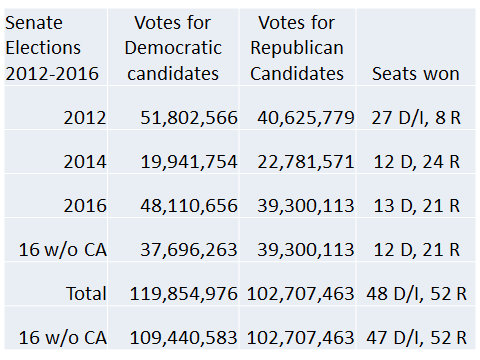 Senate Elections 2012-2016 Votes for Democratic candidates Votes for Republican Candidates Seats won
2012 51,802,566 40,625,779 27 D/I, 8 R
2014 19,941,754 22,781,571 12 D, 24 R
2016 48,110,656 39,300,113 13 D, 21 R
16 w/o CA 37,696,263 39,300,113 12 D, 21 R
Total 119,854,976 102,707,463 48 D/I, 52 R
16 w/o CA 109,440,583 102,707,463 47 D/I, 52 R